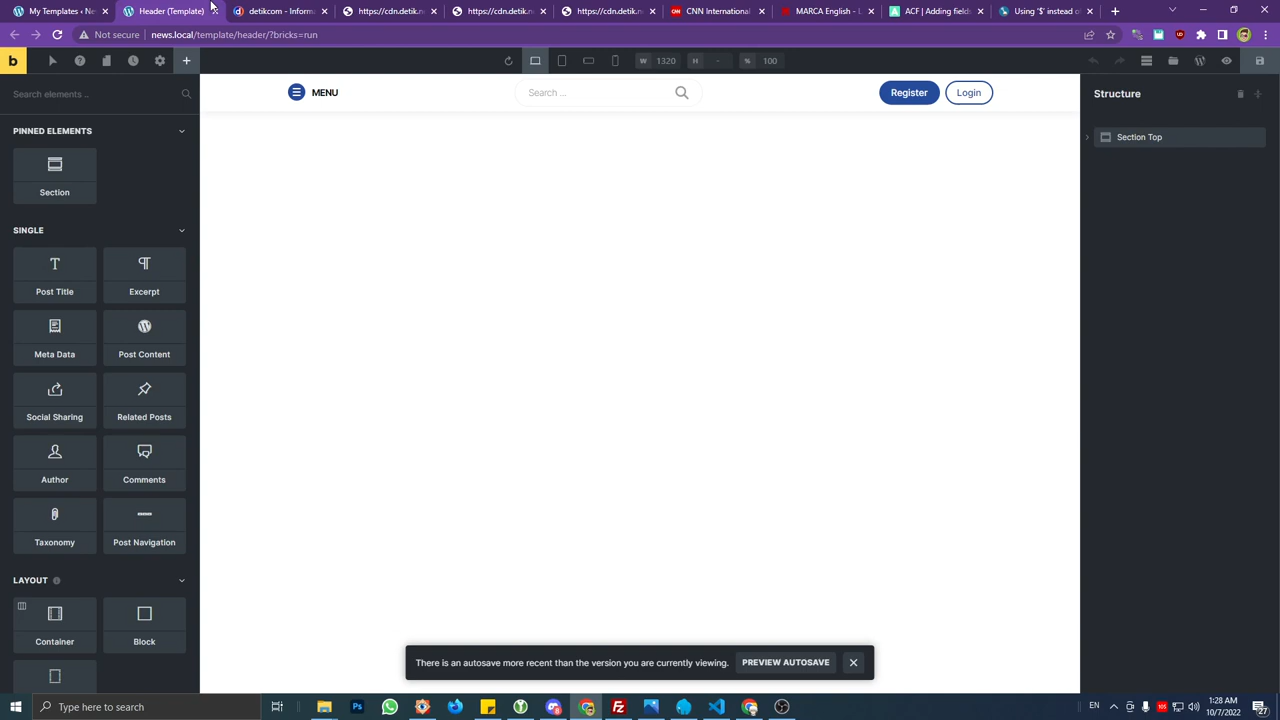 My Templates ‹ Ne
Header (Template)
detikcom - Inform
https://cdn.detik.n
https://cdn.detik.n
https://cdn.detik.n
CNN International
MARCA English - L
ACF | Adding fields
Using '$' instead o
Not secure
news.local/template/header/?bricks=run
b
W 1320 H - % 100
Search elements ..
MENU
Search ...
Register
Login
Structure
PINNED ELEMENTS
Section Top
Section
SINGLE
Post Title
Excerpt
Meta Data
Post Content
Social Sharing
Related Posts
Author
Comments
Taxonomy
Post Navigation
LAYOUT
Container
Block
There is an autosave more recent than the version you are currently viewing.
PREVIEW AUTOSAVE
Type here to search
EN
105
1:28 AM
10/7/2022